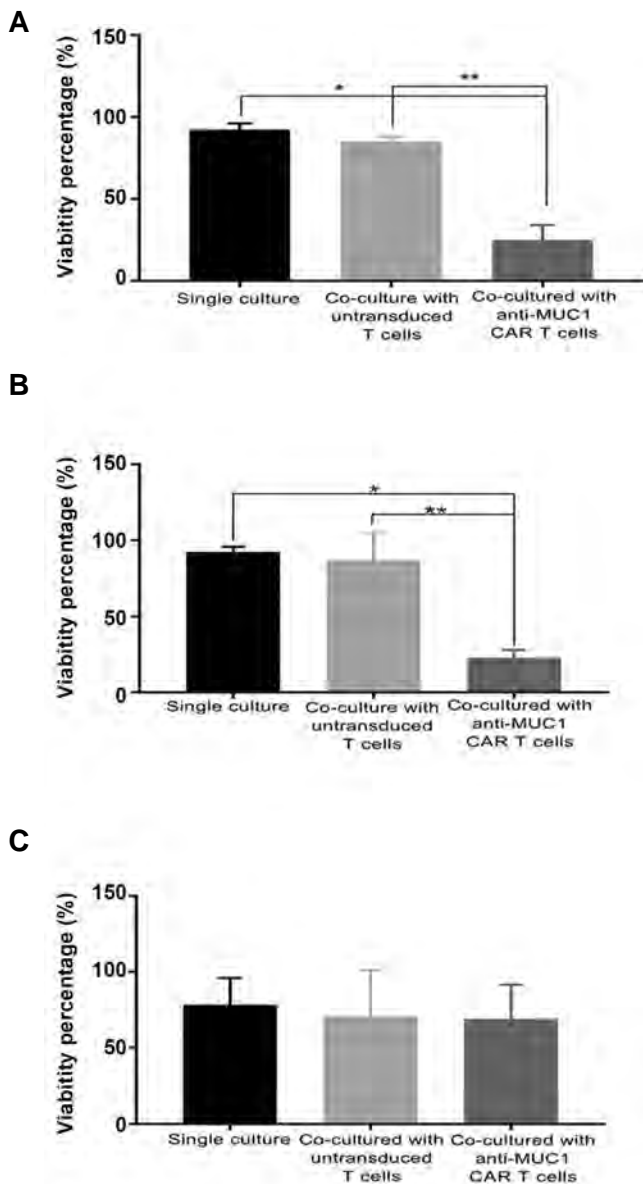 A
Viabitity percentage (%)
150
100
50
0
*
**
Single culture
Co-culture with
untransduced
T cells
Co-cultured with
anti-MUC1
CAR T cells
B
Viabitity percentage (%)
150
100
50
0
*
**
Single culture
Co-culture with
untransduced
T cells
Co-cultured with
anti-MUC1
CAR T cells
C
Viabitity percentage (%)
150
100
50
0
Single culture
Co-cultured with
untransduced
T cells
Co-cultured with
anti-MUC1
CAR T cells